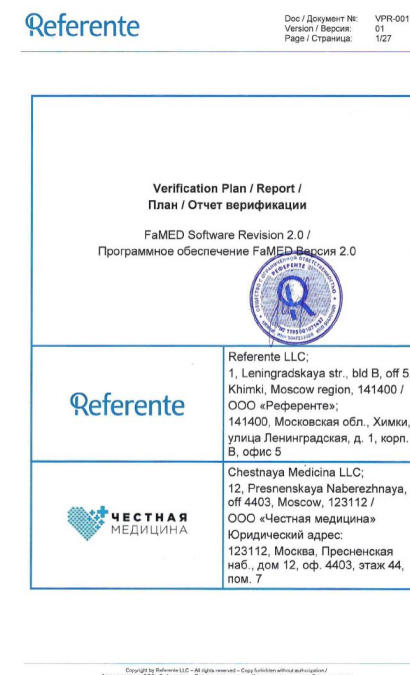 Referente
Doc / Документ №: VPR-001
Version / Версия: 01
Page / Страница: 1/27
Verification Plan / Report /
План / Отчет верификации
FaMED Software Revision 2.0 /
Программное обеспечение FaMED Версия 2.0
Referente
Referente LLC;
1, Leningradskaya str., bld B, off 5
Khimki, Moscow region, 141400 /
ООО «Референте»;
141400, Московская обл., Химки,
улица Ленинградская, д. 1, корп.
В, офис 5
ЧЕСТНАЯ
МЕДИЦИНА
Chestnaya Medicina LLC;
12, Presnenskaya Naberezhnaya,
off 4403, Moscow, 123112 /
ООО «Честная медицина»
Юридический адрес:
123112, Москва, Пресненская
наб., дом 12, оф. 4403, этаж 44,
пом. 7
Copyright by Referente LLC – All rights reserved – Copy forbidden without authorization /